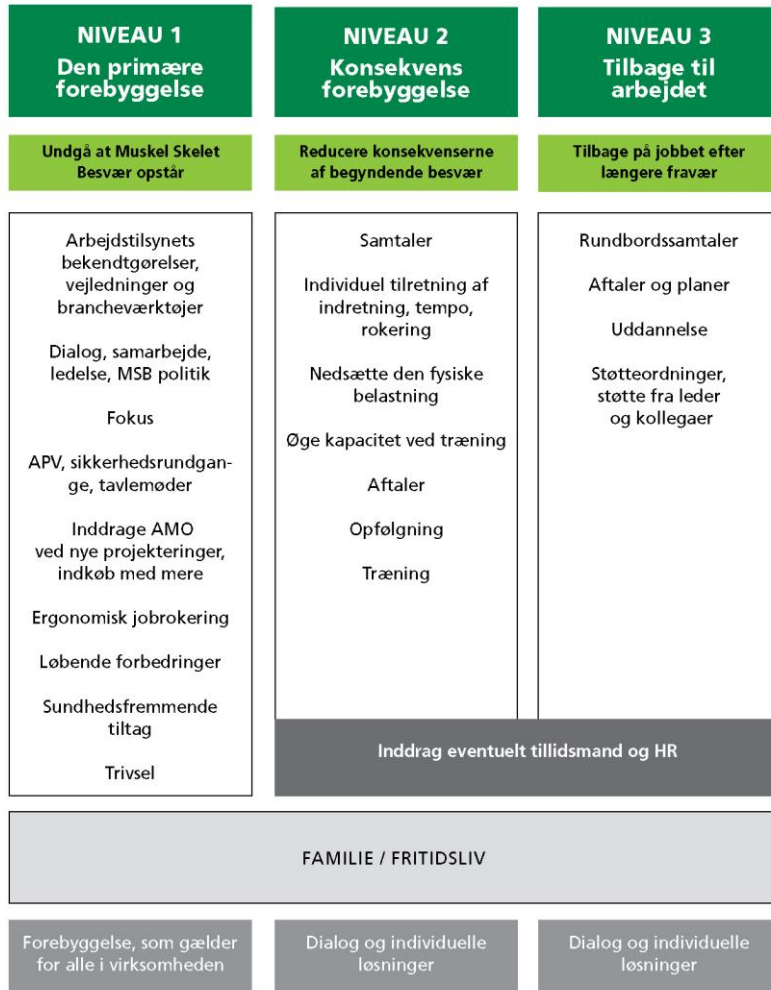 NIVEAU 1
Den primære
forebyggelse
Undgå at Muskel Skelet
Besvær opstår
Arbejdstilsynets
bekendtgørelser,
vejledninger og
brancheværktøjer
Dialog, samarbejde,
ledelse, MSB politik
Fokus
APV, sikkerhedsrundgan-
ge, tavlemøder
Inddrage AMO
ved nye projekteringer,
indkøb med mere
Ergonomisk jobrokering
Løbende forbedringer
Sundhedsfremmende
tiltag
Trivsel
NIVEAU 2
Konsekvens
forebyggelse
Reducere konsekvenserne
af begyndende besvær
Samtaler
Individuel tilretning af
indretning, tempo,
rokering
Nedsætte den fysiske
belastning
Øge kapacitet ved træning
Aftaler
Opfølgning
Træning
NIVEAU 3
Tilbage til
arbejdet
Tilbage på jobbet efter
længere fravær
Rundbordssamtaler
Aftaler og planer
Uddannelse
Støtteordninger,
støtte fra leder
og kollegaer
Inddrag eventuelt tillidsmand og HR
FAMILIE / FRITIDSLIV
Forebyggelse, som gælder
for alle i virksomheden
Dialog og individuelle
løsninger
Dialog og individuelle
løsninger